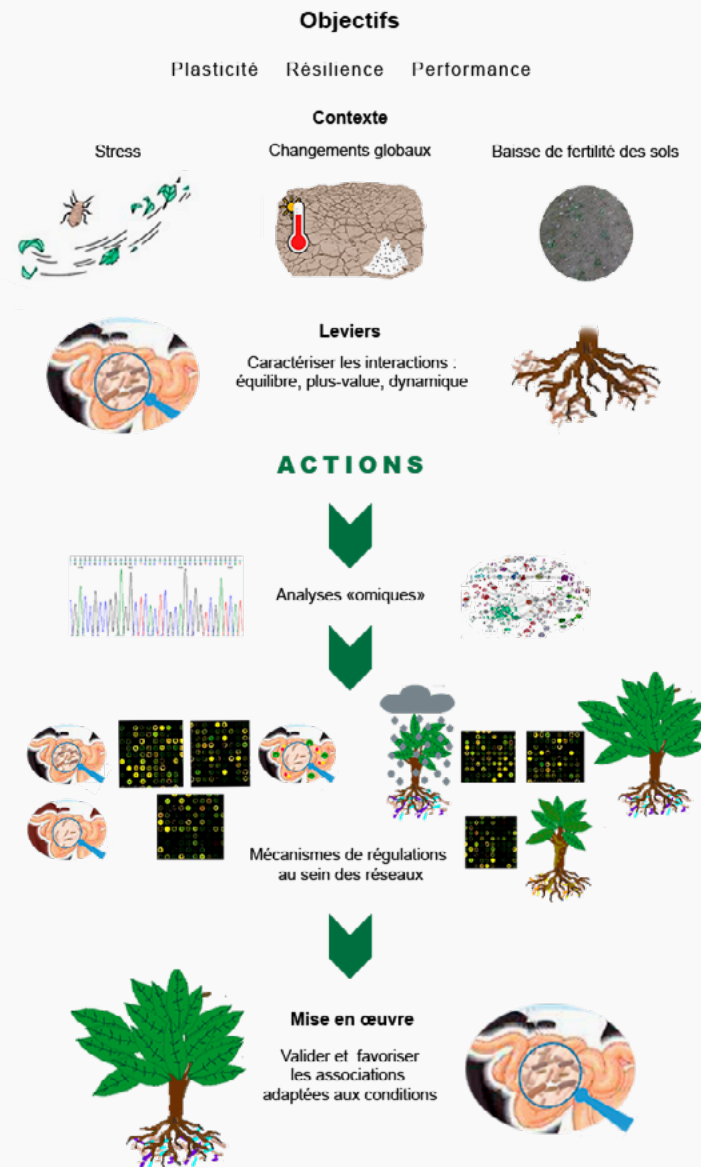 Objectifs
Plasticité Résilience Performance
Contexte
Stress
Changements globaux
Baisse de fertilité des sols
Leviers
Caractériser les interactions :
équilibre, plus-value, dynamique
ACTIONS
Analyses «omiques»
Mécanismes de régulations
au sein des réseaux
Mise en œuvre
Valider et favoriser
les associations
adaptées aux conditions